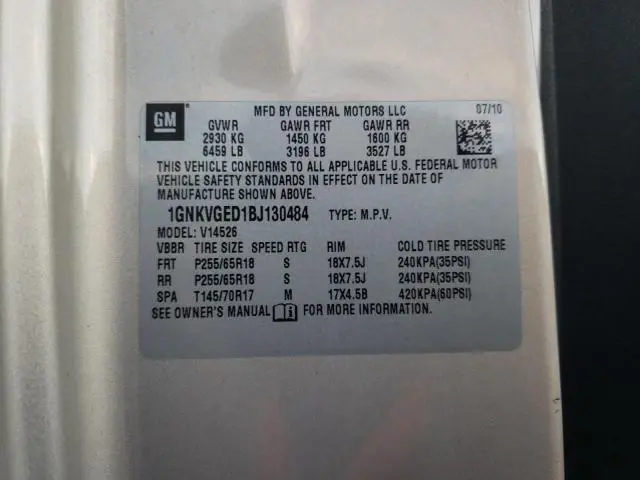 GM
MFD BY GENERAL MOTORS LLC 07/10
GVWR GAWR FRT GAWR RR
2930 KG 1450 KG 1600 KG
6459 LB 3196 LB 3527 LB
THIS VEHICLE CONFORMS TO ALL APPLICABLE U.S. FEDERAL MOTOR
VEHICLE SAFETY STANDARDS IN EFFECT ON THE DATE OF
MANUFACTURE SHOWN ABOVE.
1GNKVGED1BJ130484 TYPE: M.P.V.
MODEL: V14526
VBBR TIRE SIZE SPEED RTG RIM COLD TIRE PRESSURE
FRT P255/65R18 S 18X7.5J 240KPA(35PSI)
RR P255/65R18 S 18X7.5J 240KPA(35PSI)
SPA T145/70R17 M 17X4.5B 420KPA(60PSI)
SEE OWNER'S MANUAL FOR MORE INFORMATION.